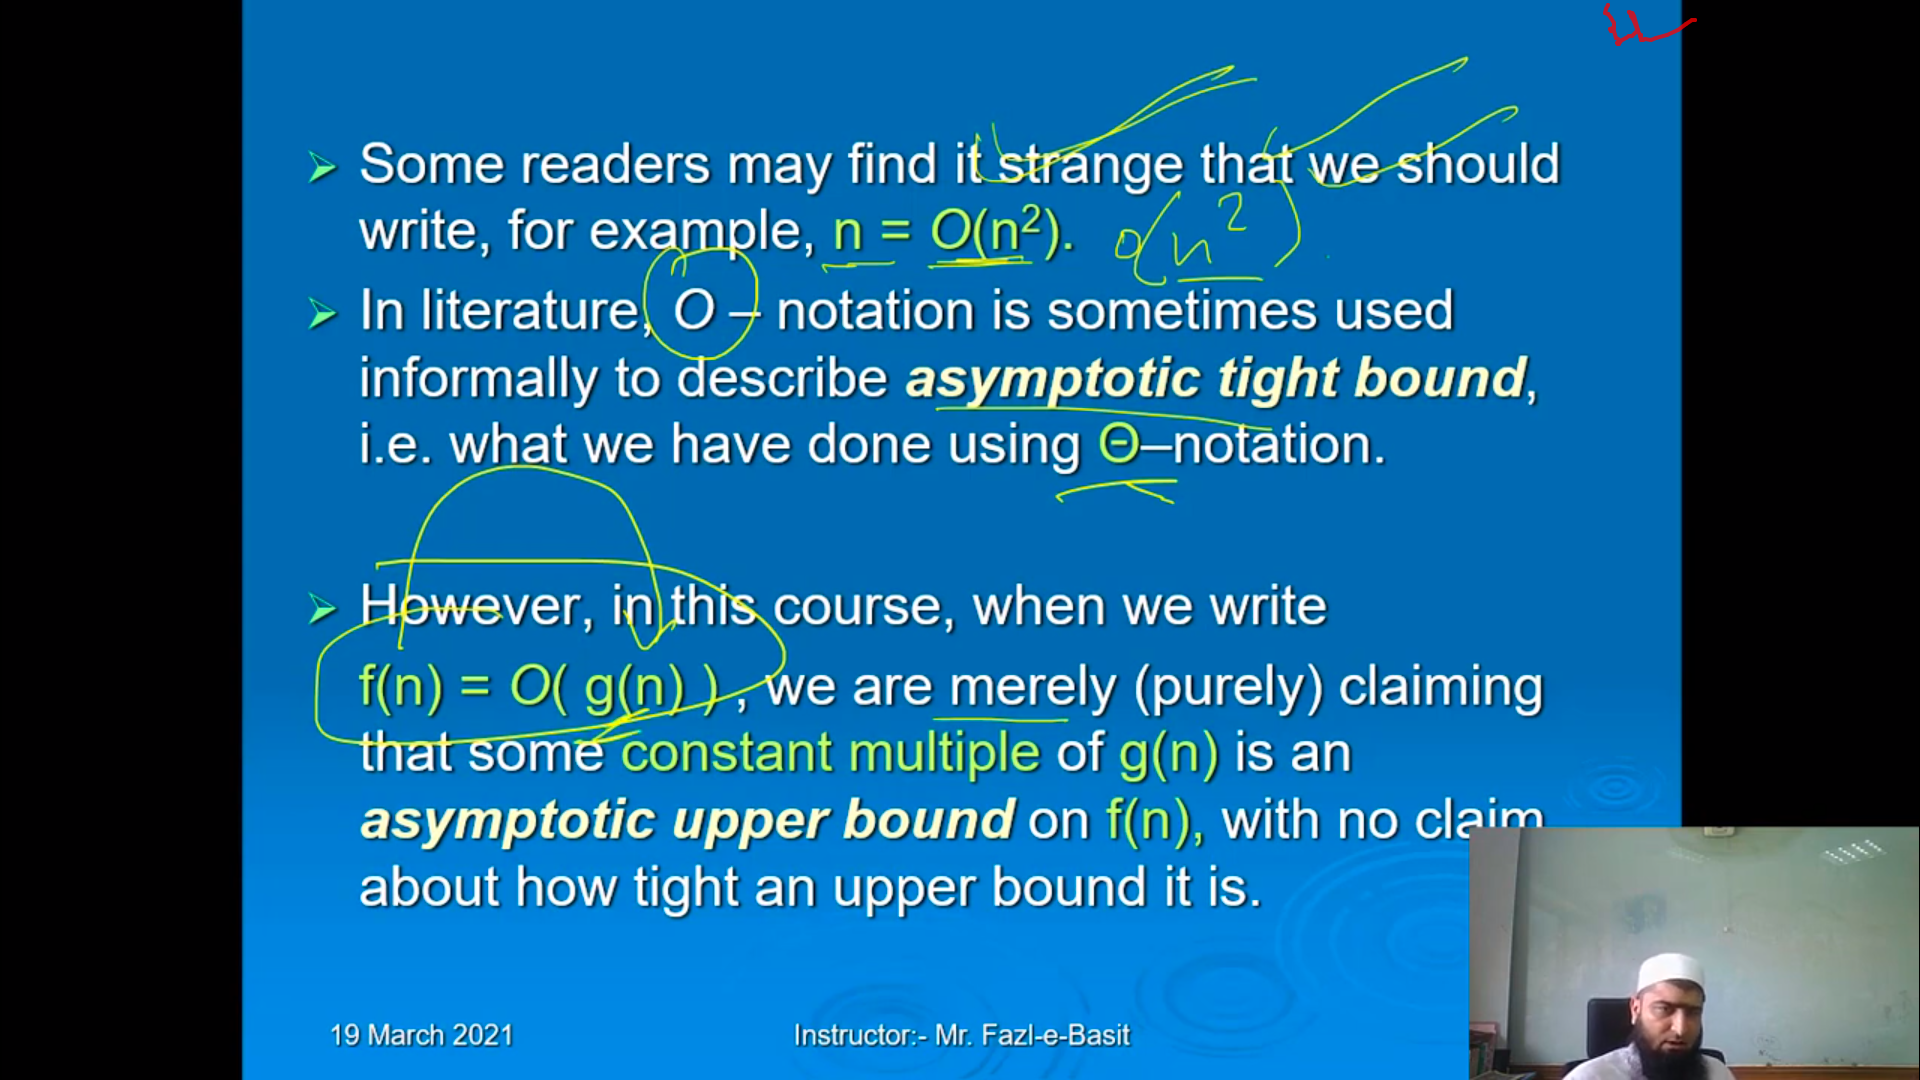 Some readers may find it strange that we should
write, for example, n = O(n²). O(n²)
In literature, O – notation is sometimes used
informally to describe asymptotic tight bound,
i.e. what we have done using Θ–notation.
However, in this course, when we write
f(n) = O( g(n) ) , we are merely (purely) claiming
that some constant multiple of g(n) is an
asymptotic upper bound on f(n), with no claim
about how tight an upper bound it is.
19 March 2021
Instructor:- Mr. Fazl-e-Basit